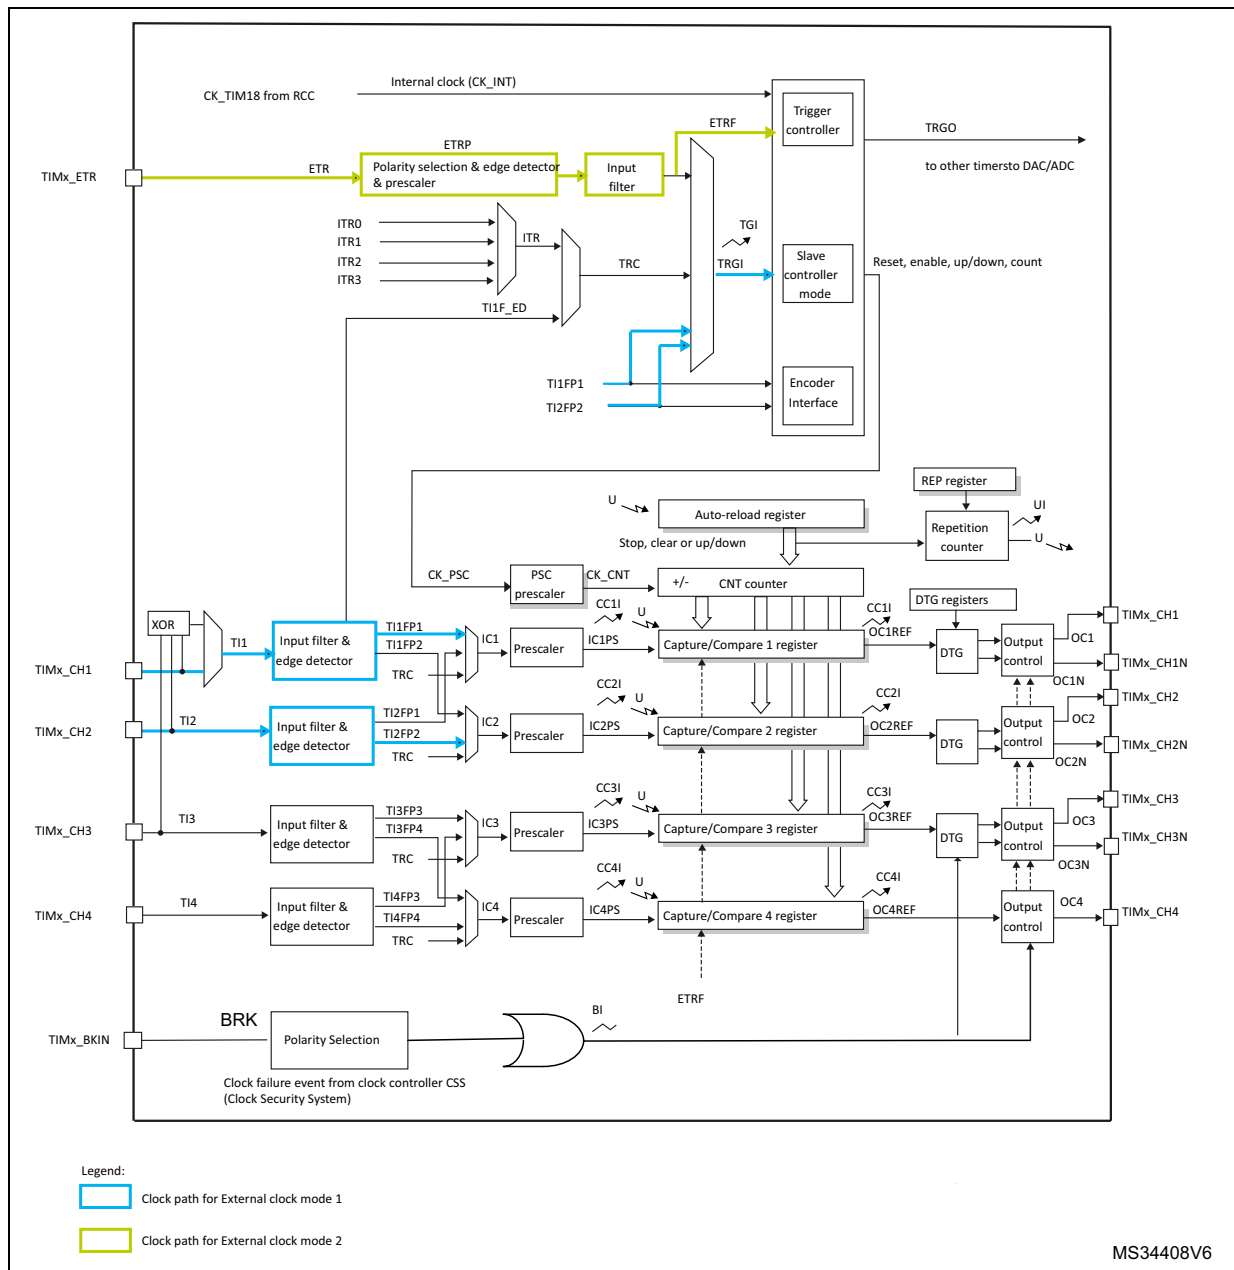 Internal clock (CK_INT)
CK_TIM18 from RCC
Trigger
controller
ETRF
TRGO
to other timersto DAC/ADC
TIMx_ETR
ETR
ETRP
Polarity selection & edge detector
& prescaler
Input
filter
ITR0
ITR1
ITR2
ITR3
ITR
TRC
TI1F_ED
TGI
TRGI
Slave
controller
mode
Reset, enable, up/down, count
TI1FP1
TI2FP2
Encoder
Interface
REP register
U
Auto-reload register
Repetition
counter
UI
U
Stop, clear or up/down
CK_PSC
PSC
prescaler
CK_CNT
+/-
CNT counter
DTG registers
XOR
TI1
TIMx_CH1
Input filter &
edge detector
TI1FP1
TI1FP2
TRC
IC1
Prescaler
IC1PS
CC1I
U
Capture/Compare 1 register
CC1I
OC1REF
DTG
Output
control
OC1
OC1N
TIMx_CH1
TIMx_CH1N
TIMx_CH2
TI2
Input filter &
edge detector
TI2FP1
TI2FP2
TRC
IC2
Prescaler
IC2PS
CC2I
U
Capture/Compare 2 register
CC2I
OC2REF
DTG
Output
control
OC2
OC2N
TIMx_CH2
TIMx_CH2N
TIMx_CH3
TI3
Input filter &
edge detector
TI3FP3
TI3FP4
TRC
IC3
Prescaler
IC3PS
CC3I
U
Capture/Compare 3 register
CC3I
OC3REF
DTG
Output
control
OC3
OC3N
TIMx_CH3
TIMx_CH3N
TIMx_CH4
TI4
Input filter &
edge detector
TI4FP3
TI4FP4
TRC
IC4
Prescaler
IC4PS
CC4I
U
Capture/Compare 4 register
CC4I
OC4REF
Output
control
OC4
TIMx_CH4
ETRF
TIMx_BKIN
BRK
Polarity Selection
BI
Clock failure event from clock controller CSS
(Clock Security System)
Legend:
Clock path for External clock mode 1
Clock path for External clock mode 2
MS34408V6